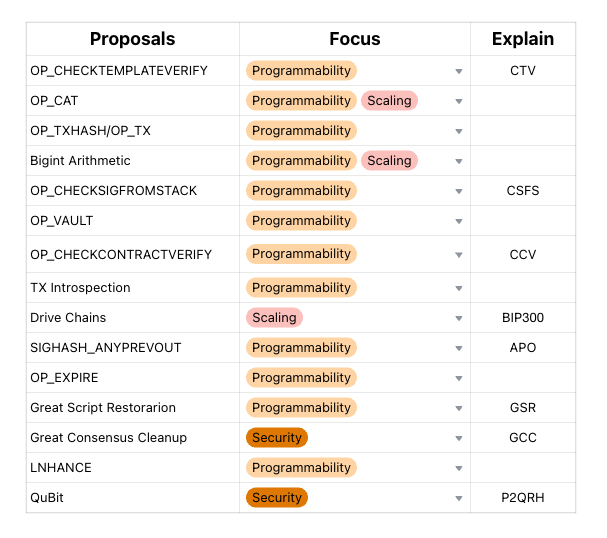 Proposals Focus Explain
OP_CHECKTEMPLATEVERIFY Programmability CTV
OP_CAT Programmability Scaling
OP_TXHASH/OP_TX Programmability
Bigint Arithmetic Programmability Scaling
OP_CHECKSIGFROMSTACK Programmability CSFS
OP_VAULT Programmability
OP_CHECKCONTRACTVERIFY Programmability CCV
TX Introspection Programmability
Drive Chains Scaling BIP300
SIGHASH_ANYPREVOUT Programmability APO
OP_EXPIRE Programmability
Great Script Restorarion Programmability GSR
Great Consensus Cleanup Security GCC
LNHANCE Programmability
QuBit Security P2QRH